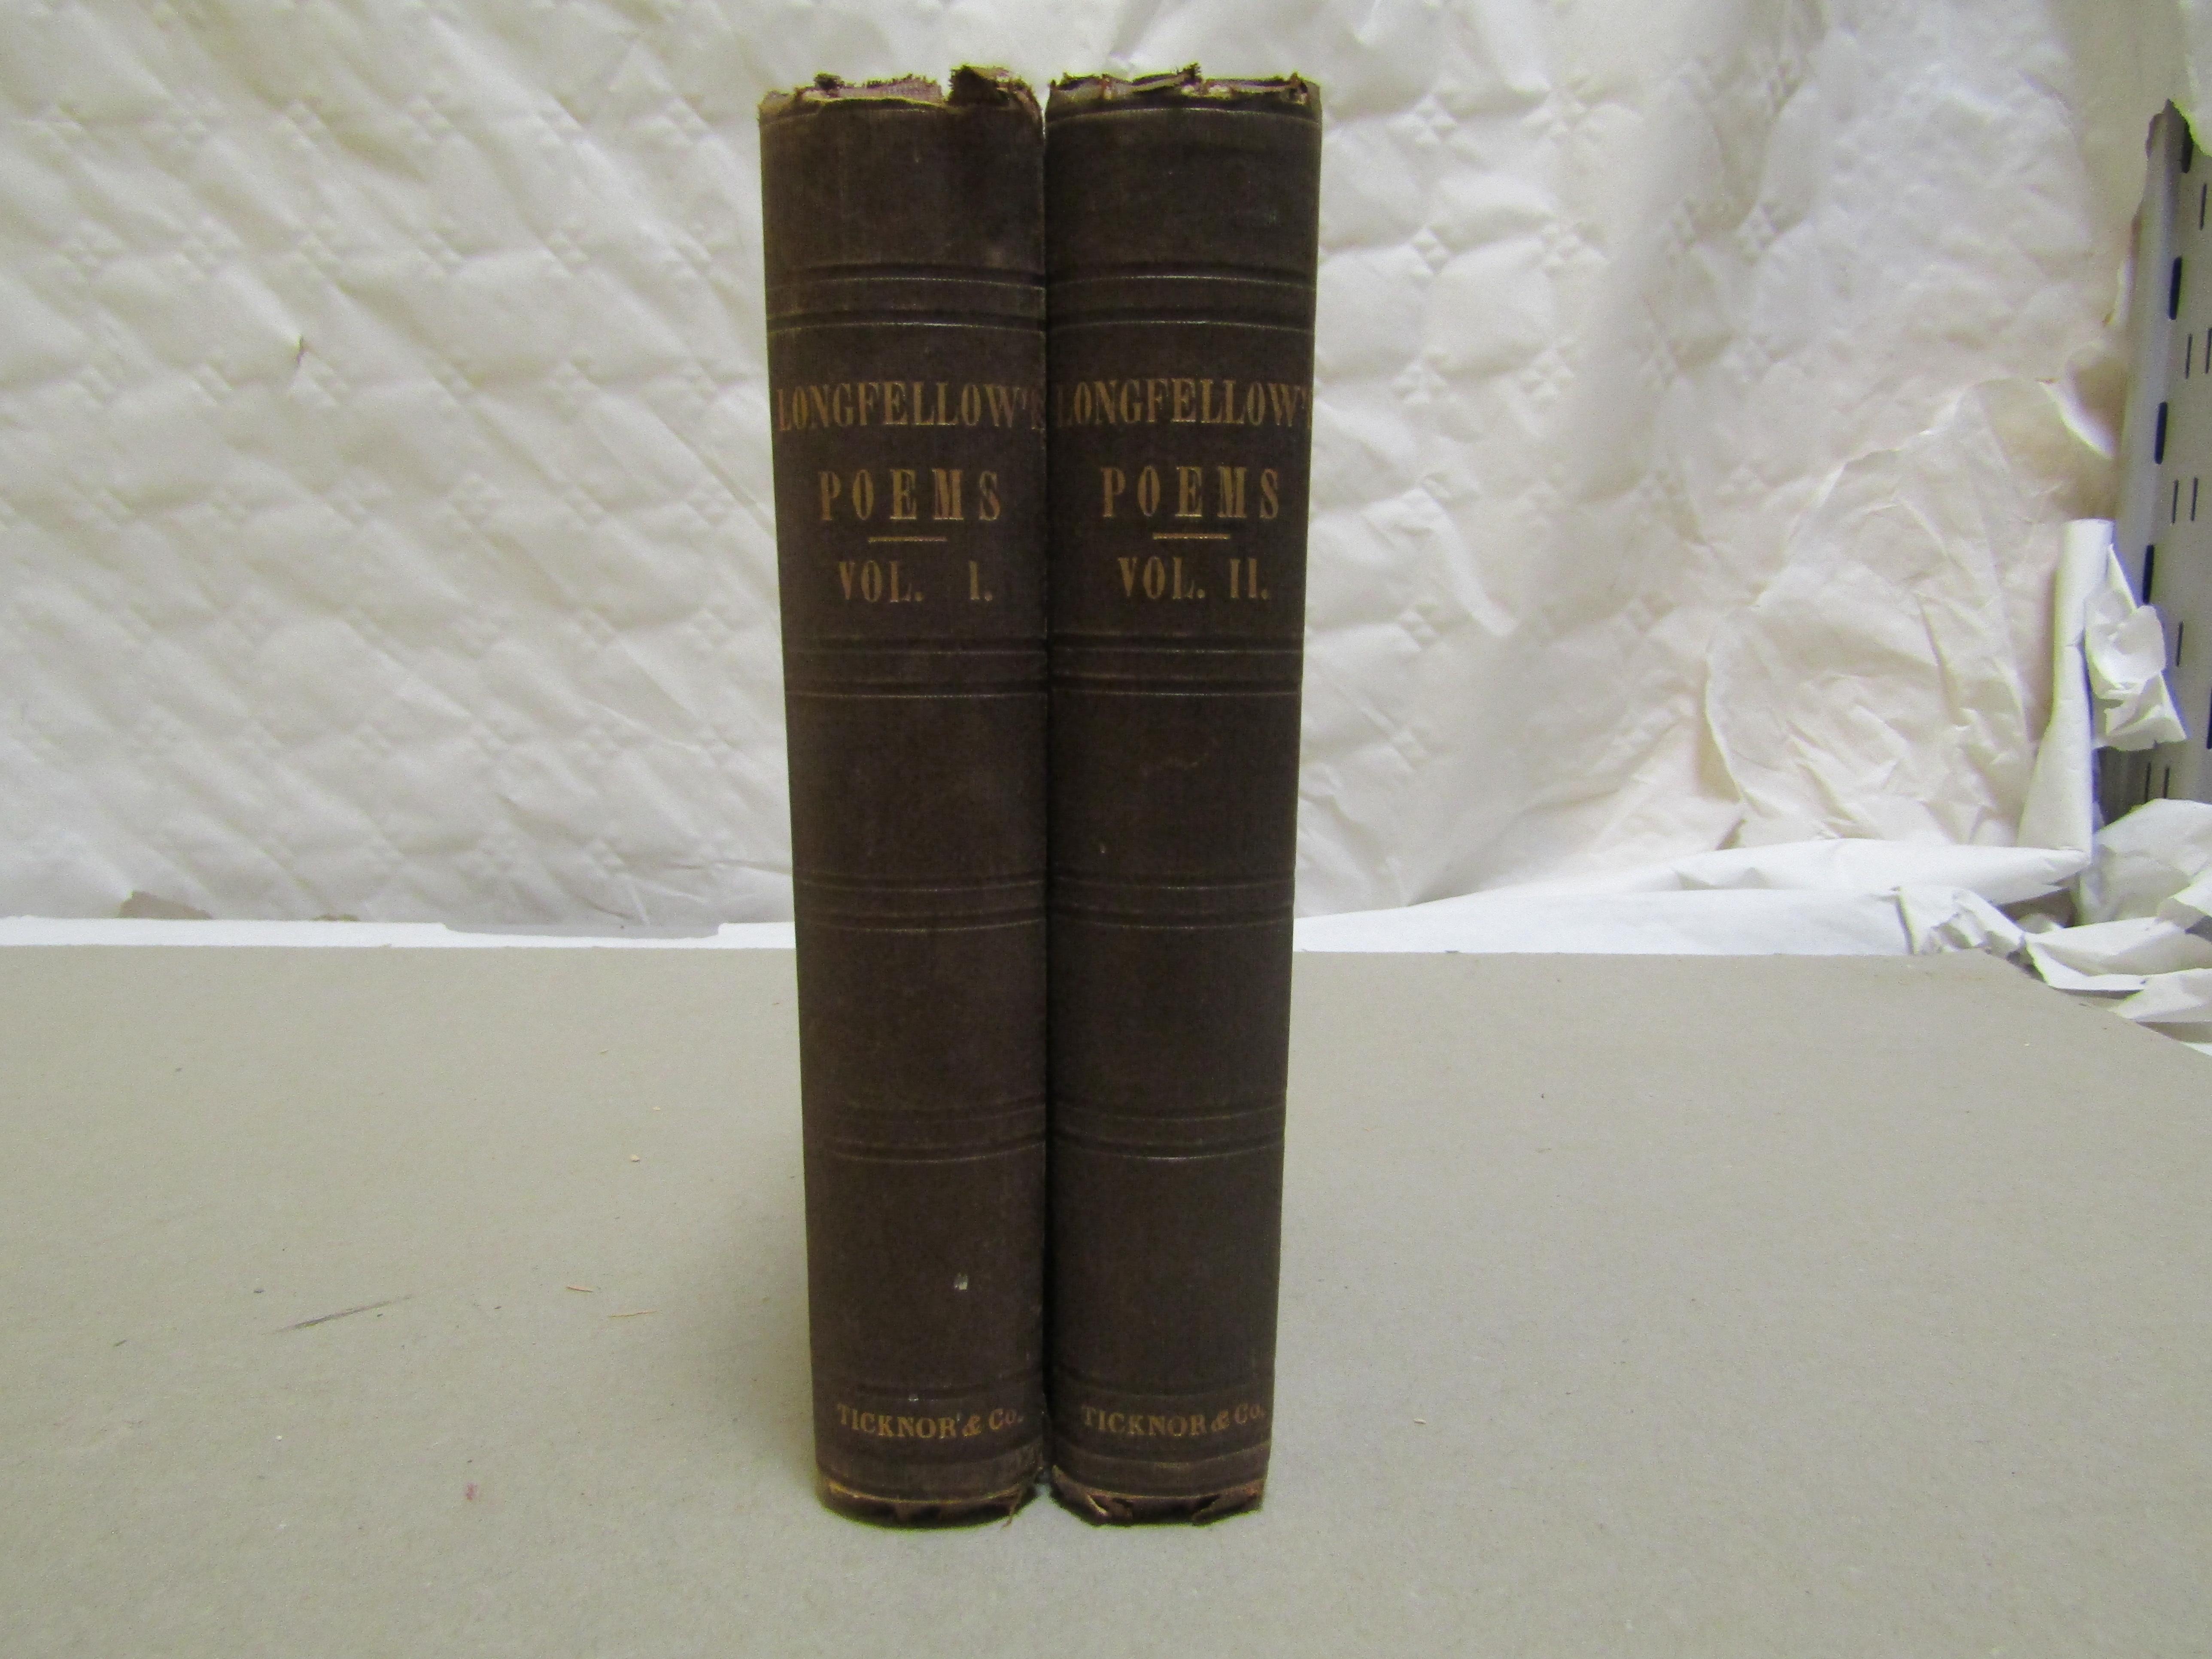 LONGFELLOW'S
POEMS
VOL. I.
TICKNOR & Co.
LONGFELLOW'
POEMS
VOL. II.
TICKNOR & Co.